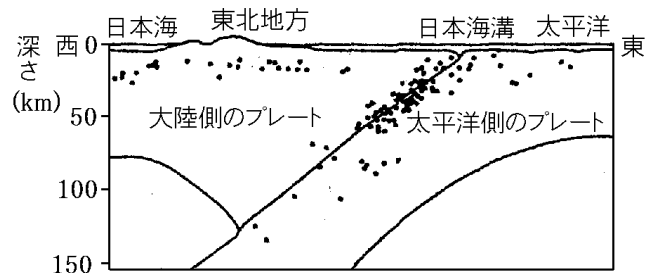 日本海 東北地方 日本海溝 太平洋
深さ 西 0 東
(km)
50
大陸側のプレート 太平洋側のプレート
100
150